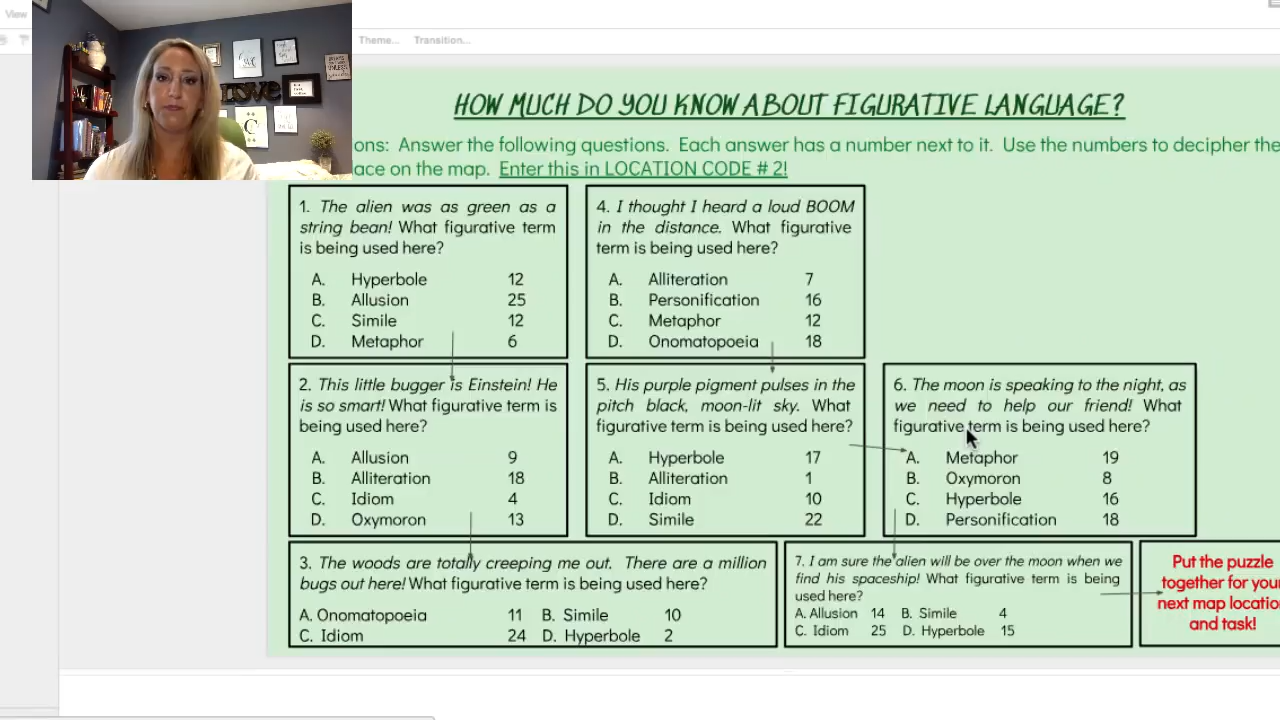 View
Theme...
Transition...
love
C
HOW MUCH DO YOU KNOW ABOUT FIGURATIVE LANGUAGE?
ons: Answer the following questions. Each answer has a number next to it. Use the numbers to decipher the
ace on the map. Enter this in LOCATION CODE # 2!
1. The alien was as green as a
string bean! What figurative term
is being used here?
A. Hyperbole 12
B. Allusion 25
C. Simile 12
D. Metaphor 6
4. I thought I heard a loud BOOM
in the distance. What figurative
term is being used here?
A. Alliteration 7
B. Personification 16
C. Metaphor 12
D. Onomatopoeia 18
2. This little bugger is Einstein! He
is so smart! What figurative term is
being used here?
A. Allusion 9
B. Alliteration 18
C. Idiom 4
D. Oxymoron 13
5. His purple pigment pulses in the
pitch black, moon-lit sky. What
figurative term is being used here?
A. Hyperbole 17
B. Alliteration 1
C. Idiom 10
D. Simile 22
6. The moon is speaking to the night, as
we need to help our friend! What
figurative term is being used here?
A. Metaphor 19
B. Oxymoron 8
C. Hyperbole 16
D. Personification 18
3. The woods are totally creeping me out. There are a million
bugs out here! What figurative term is being used here?
A. Onomatopoeia 11 B. Simile 10
C. Idiom 24 D. Hyperbole 2
7. I am sure the alien will be over the moon when we
find his spaceship! What figurative term is being
used here?
A. Allusion 14 B. Simile 4
C. Idiom 25 D. Hyperbole 15
Put the puzzle
together for your
next map location
and task!